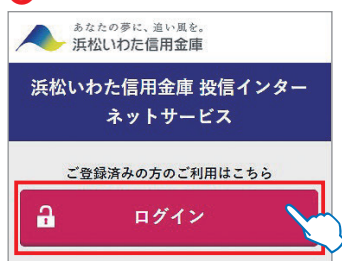 あなたの夢に、追い風を。
浜松いわた信用金庫
浜松いわた信用金庫 投信インター
ネットサービス
ご登録済みの方のご利用はこちら
ログイン